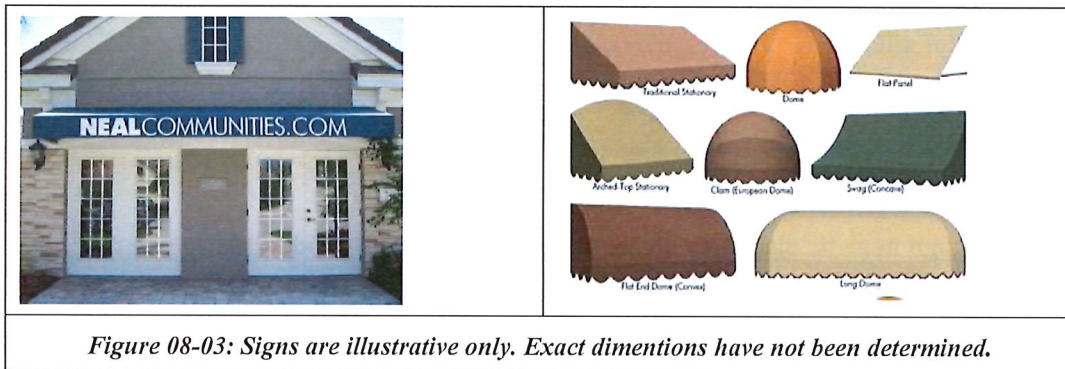 NEALCOMMUNITIES.COM
Traditional Stationary
Dome
Flat Panel
Arched-Top Stationary
Clam (European Dome)
Swag (Concave)
Flat End Dome (Convex)
Long Dome
Figure 08-03: Signs are illustrative only. Exact dimentions have not been determined.